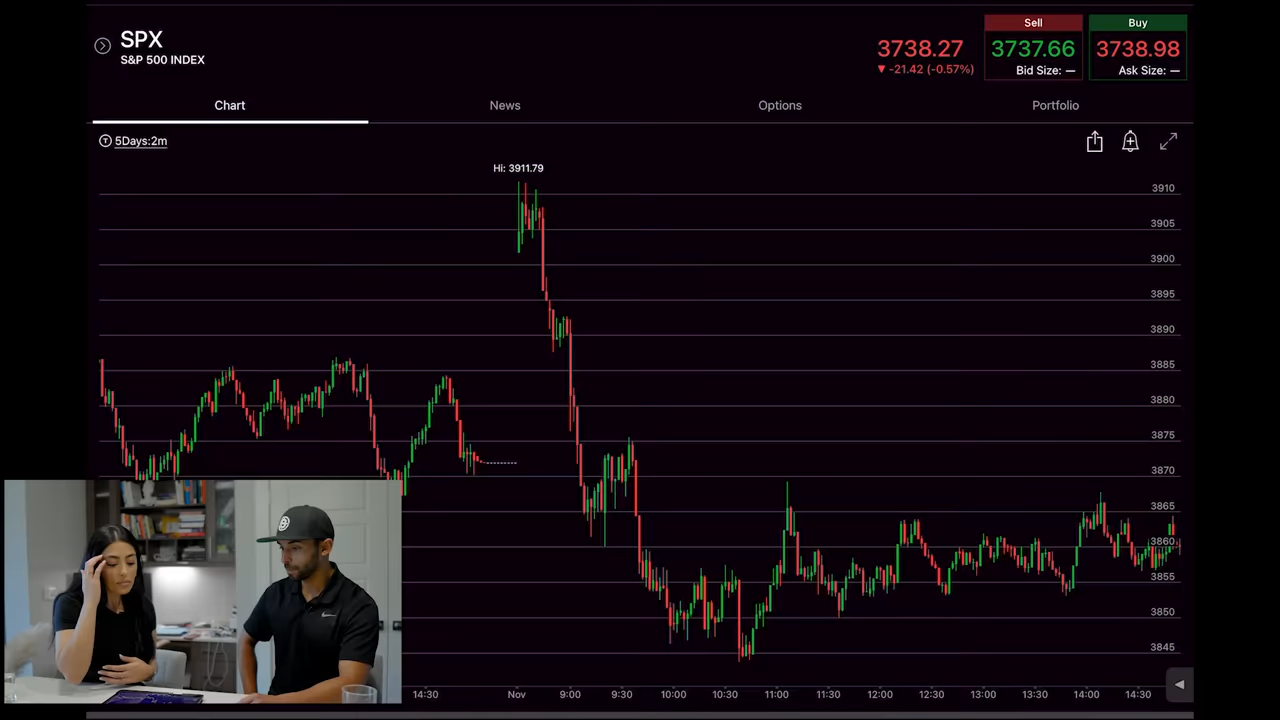 SPX
S&P 500 INDEX
3738.27
▼ -21.42 (-0.57%)
Sell
3737.66
Bid Size: —
Buy
3738.98
Ask Size: —
Chart
News
Options
Portfolio
T 5Days:2m
Hi: 3911.79
3910
3905
3900
3895
3890
3885
3880
3875
3870
3865
3860
3855
3850
3845
14:30
Nov
9:00
9:30
10:00
10:30
11:00
11:30
12:00
12:30
13:00
13:30
14:00
14:30